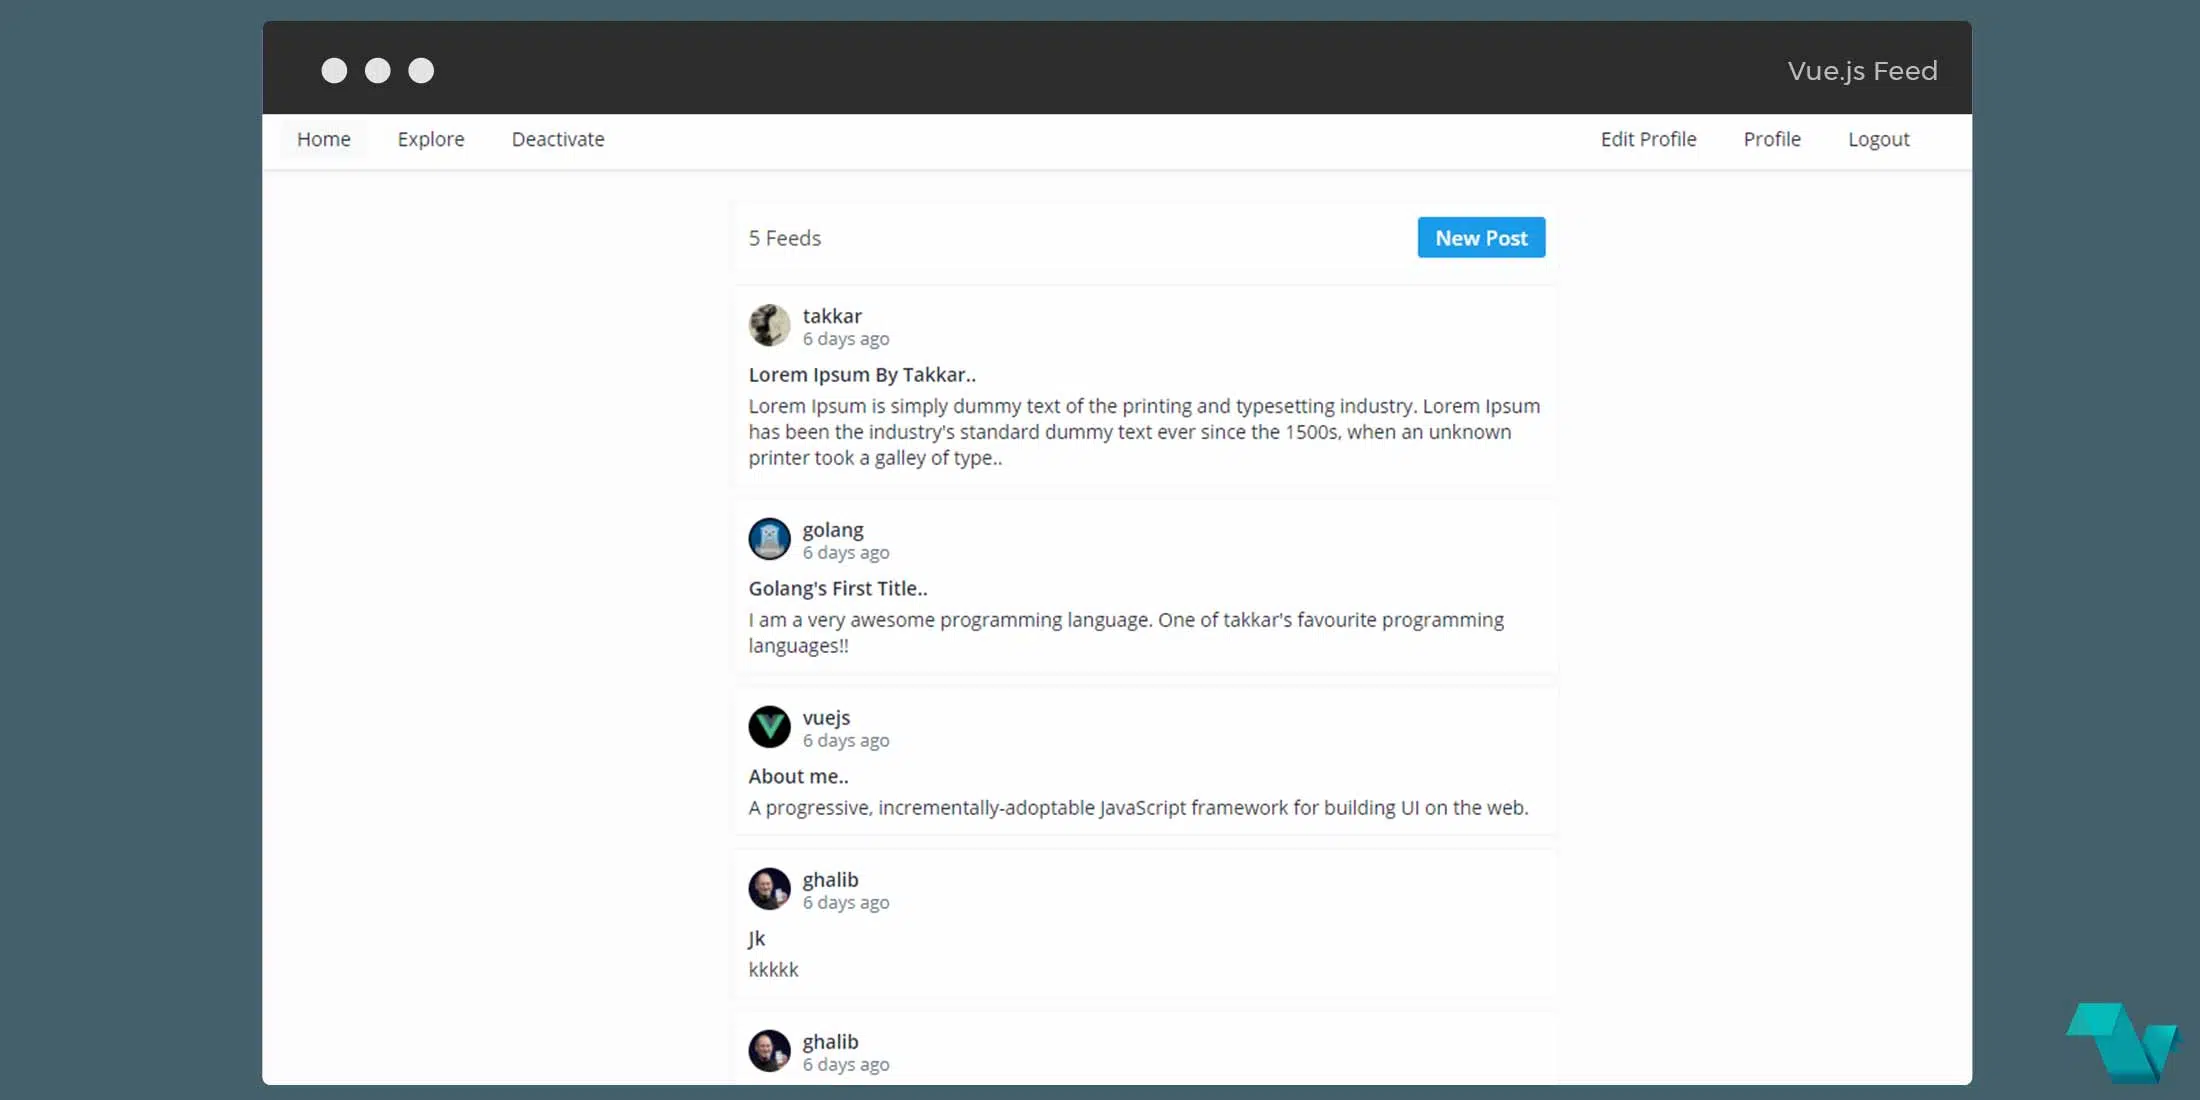 Vue.js Feed
Home Explore Deactivate Edit Profile Profile Logout
5 Feeds New Post
takkar
6 days ago
Lorem Ipsum By Takkar..
Lorem Ipsum is simply dummy text of the printing and typesetting industry. Lorem Ipsum
has been the industry's standard dummy text ever since the 1500s, when an unknown
printer took a galley of type..
golang
6 days ago
Golang's First Title..
I am a very awesome programming language. One of takkar's favourite programming
languages!!
vuejs
6 days ago
About me..
A progressive, incrementally-adoptable JavaScript framework for building UI on the web.
ghalib
6 days ago
Jk
kkkkk
ghalib
6 days ago